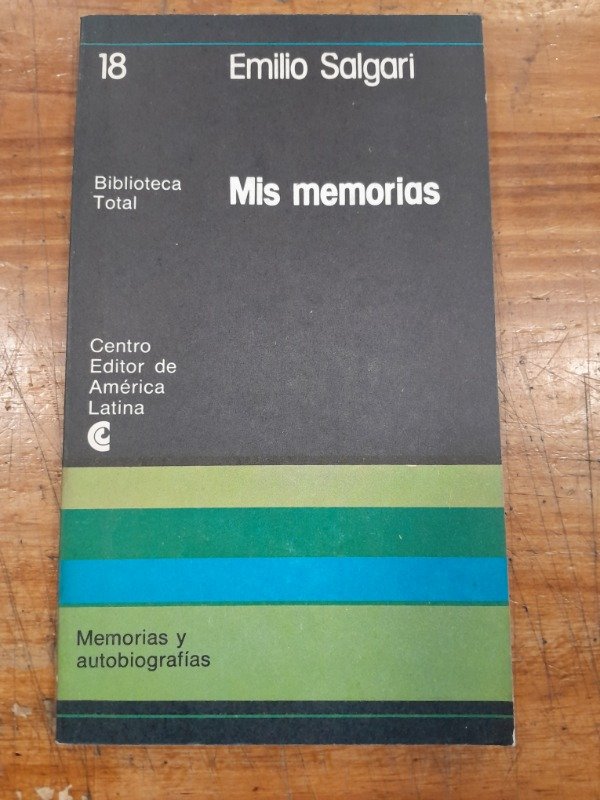 18
Emilio Salgari
Biblioteca
Total
Mis memorias
Centro
Editor de
América
Latina
Memorias y
autobiografías